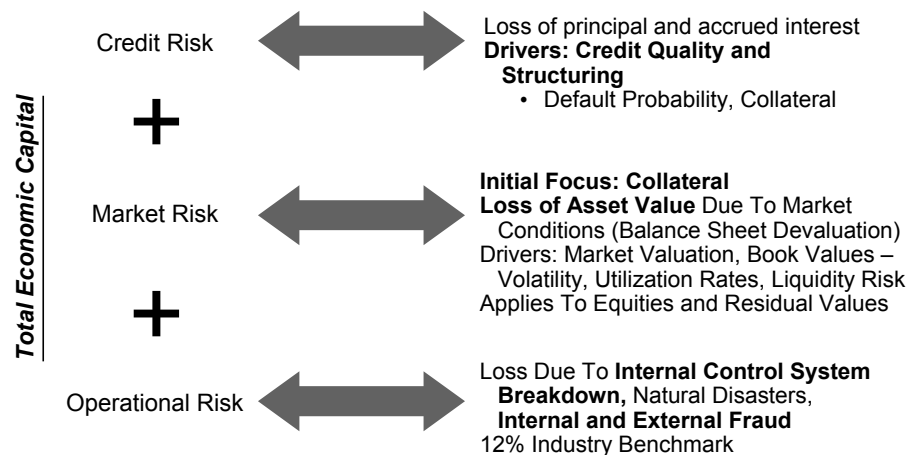 Total Economic Capital
Credit Risk
Loss of principal and accrued interest
Drivers: Credit Quality and
Structuring
• Default Probability, Collateral
+
Market Risk
Initial Focus: Collateral
Loss of Asset Value Due To Market
Conditions (Balance Sheet Devaluation)
Drivers: Market Valuation, Book Values –
Volatility, Utilization Rates, Liquidity Risk
Applies To Equities and Residual Values
+
Operational Risk
Loss Due To Internal Control System
Breakdown, Natural Disasters,
Internal and External Fraud
12% Industry Benchmark